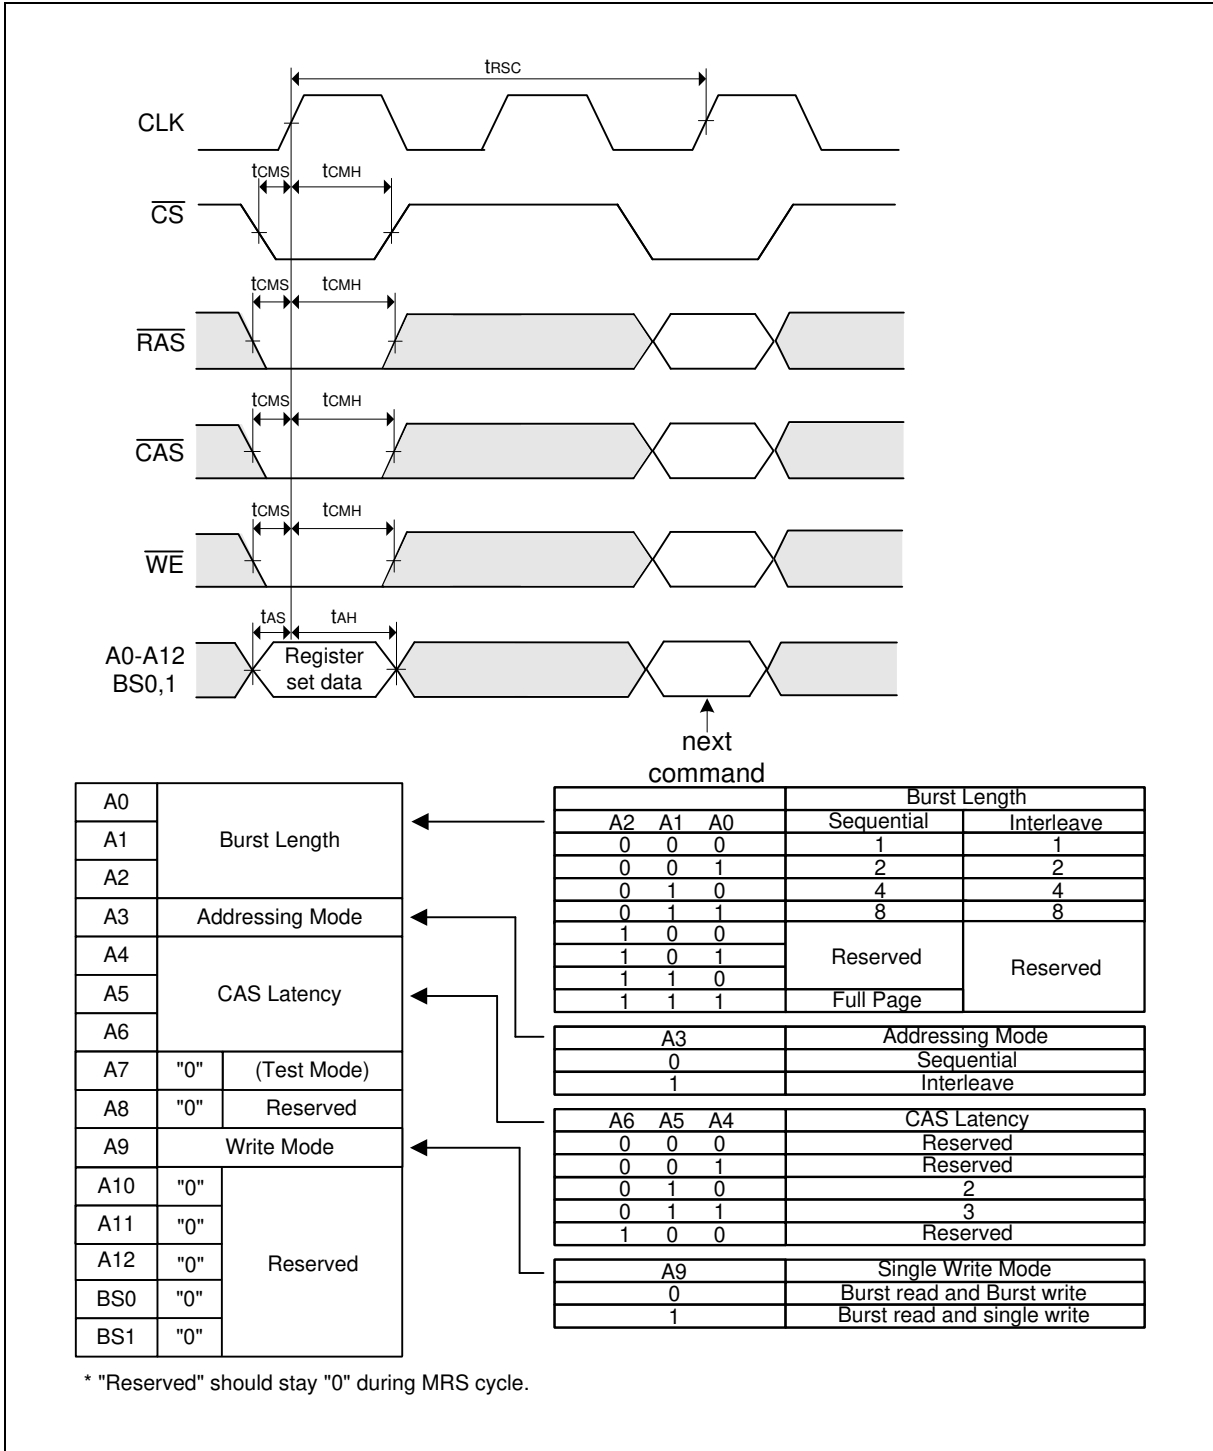 tRSC
CLK
tCMS tCMH
CS
tCMS tCMH
RAS
tCMS tCMH
CAS
tCMS tCMH
WE
tAS tAH
A0-A12 Register
BS0,1 set data
next
command
A0
A1 Burst Length
A2
A3 Addressing Mode
A4
A5 CAS Latency
A6
A7 "0" (Test Mode)
A8 "0" Reserved
A9 Write Mode
A10 "0"
A11 "0"
A12 "0" Reserved
BS0 "0"
BS1 "0"
Burst Length
A2 A1 A0 Sequential Interleave
0 0 0 1 1
0 0 1 2 2
0 1 0 4 4
0 1 1 8 8
1 0 0
1 0 1 Reserved Reserved
1 1 0
1 1 1 Full Page
A3 Addressing Mode
0 Sequential
1 Interleave
A6 A5 A4 CAS Latency
0 0 0 Reserved
0 0 1 Reserved
0 1 0 2
0 1 1 3
1 0 0 Reserved
A9 Single Write Mode
0 Burst read and Burst write
1 Burst read and single write
* "Reserved" should stay "0" during MRS cycle.